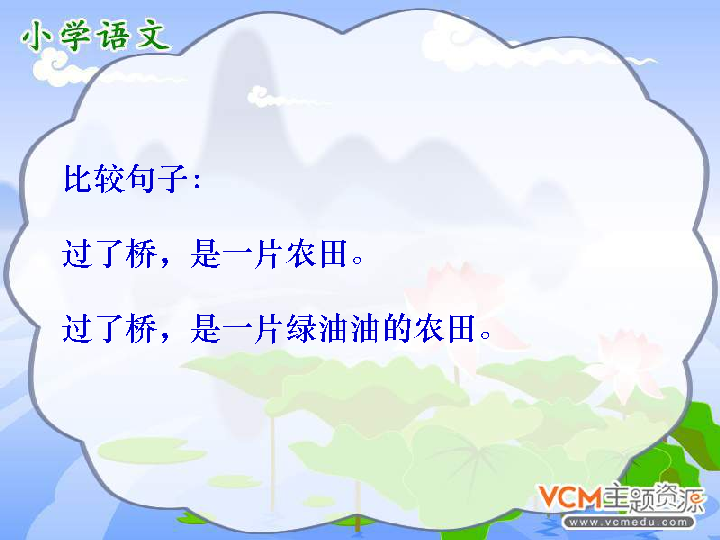 小学语文
比较句子:
过了桥，是一片农田。
过了桥，是一片绿油油的农田。
VCM主题资源
www.vcmedu.com